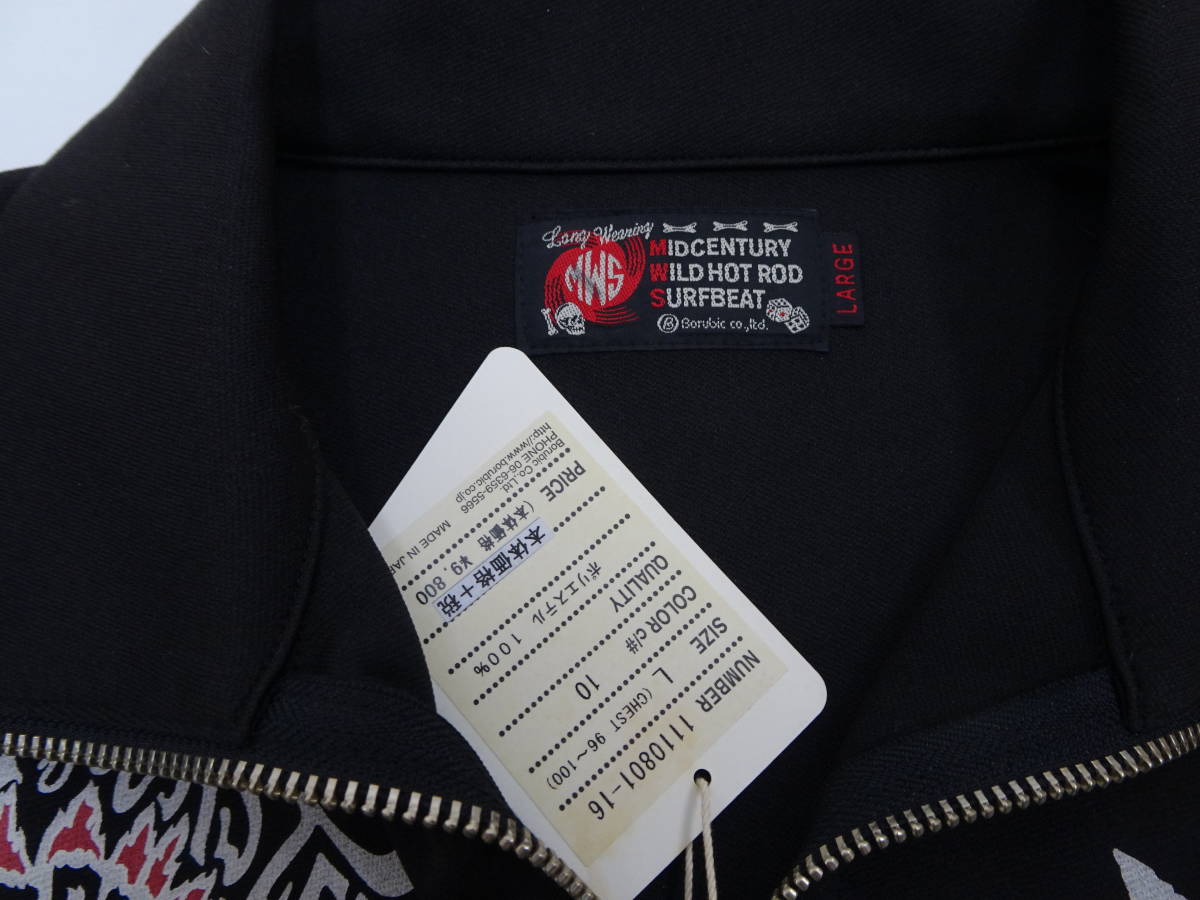 Long Wearing
MWS
MIDCENTURY
WILD HOT ROD
SURFBEAT
B Borubic co.,ltd.
LARGE
NUMBER 1110801-16
SIZE L (CHEST 96~100)
COLOR c/# 10
QUALITY
ポリエステル 100%
PRICE
(本体価格 ¥9,800
本体価格+税
MADE IN JAP
Borubic Co.,Ltd.
PHONE 06-6359-5566
http://www.borubic.co.jp